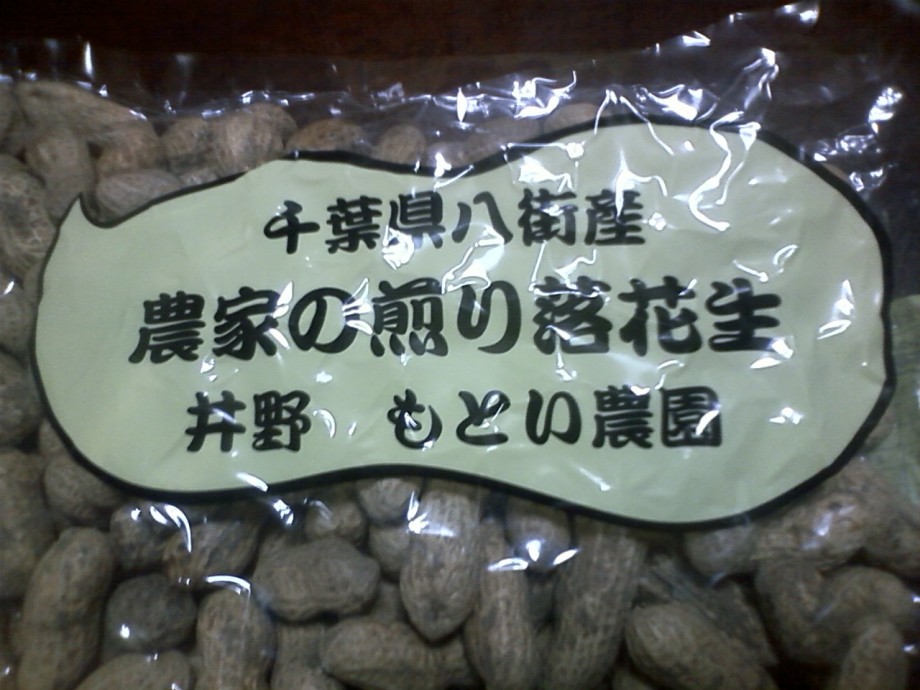 千葉県八街産
農家の煎り落花生
井野 もとい農園